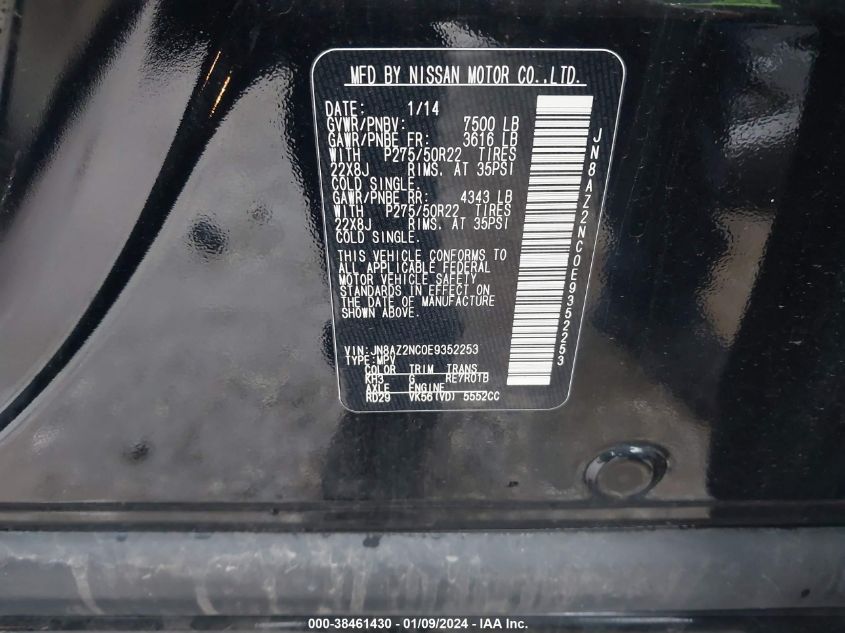 MFD BY NISSAN MOTOR CO.,LTD.
DATE: 1/14
GVWR/PNBV: 7500 LB
GAWR/PNBE FR: 3616 LB
WITH P275/50R22 TIRES
22X8J RIMS. AT 35PSI
COLD SINGLE.
GAWR/PNBE RR: 4343 LB
WITH P275/50R22 TIRES
22X8J RIMS. AT 35PSI
COLD SINGLE.
THIS VEHICLE CONFORMS TO
ALL APPLICABLE FEDERAL
MOTOR VEHICLE SAFETY
STANDARDS IN EFFECT ON
THE DATE OF MANUFACTURE
SHOWN ABOVE.
VIN:JN8AZ2NC0E9352253
TYPE:MPV
COLOR TRIM TRANS
KH3 G RE7R01B
AXLE ENGINE
RD29 VK56(VD) 5552CC
JN8AZ2NC0E9352253
000-38461430 - 01/09/2024 - IAA Inc.